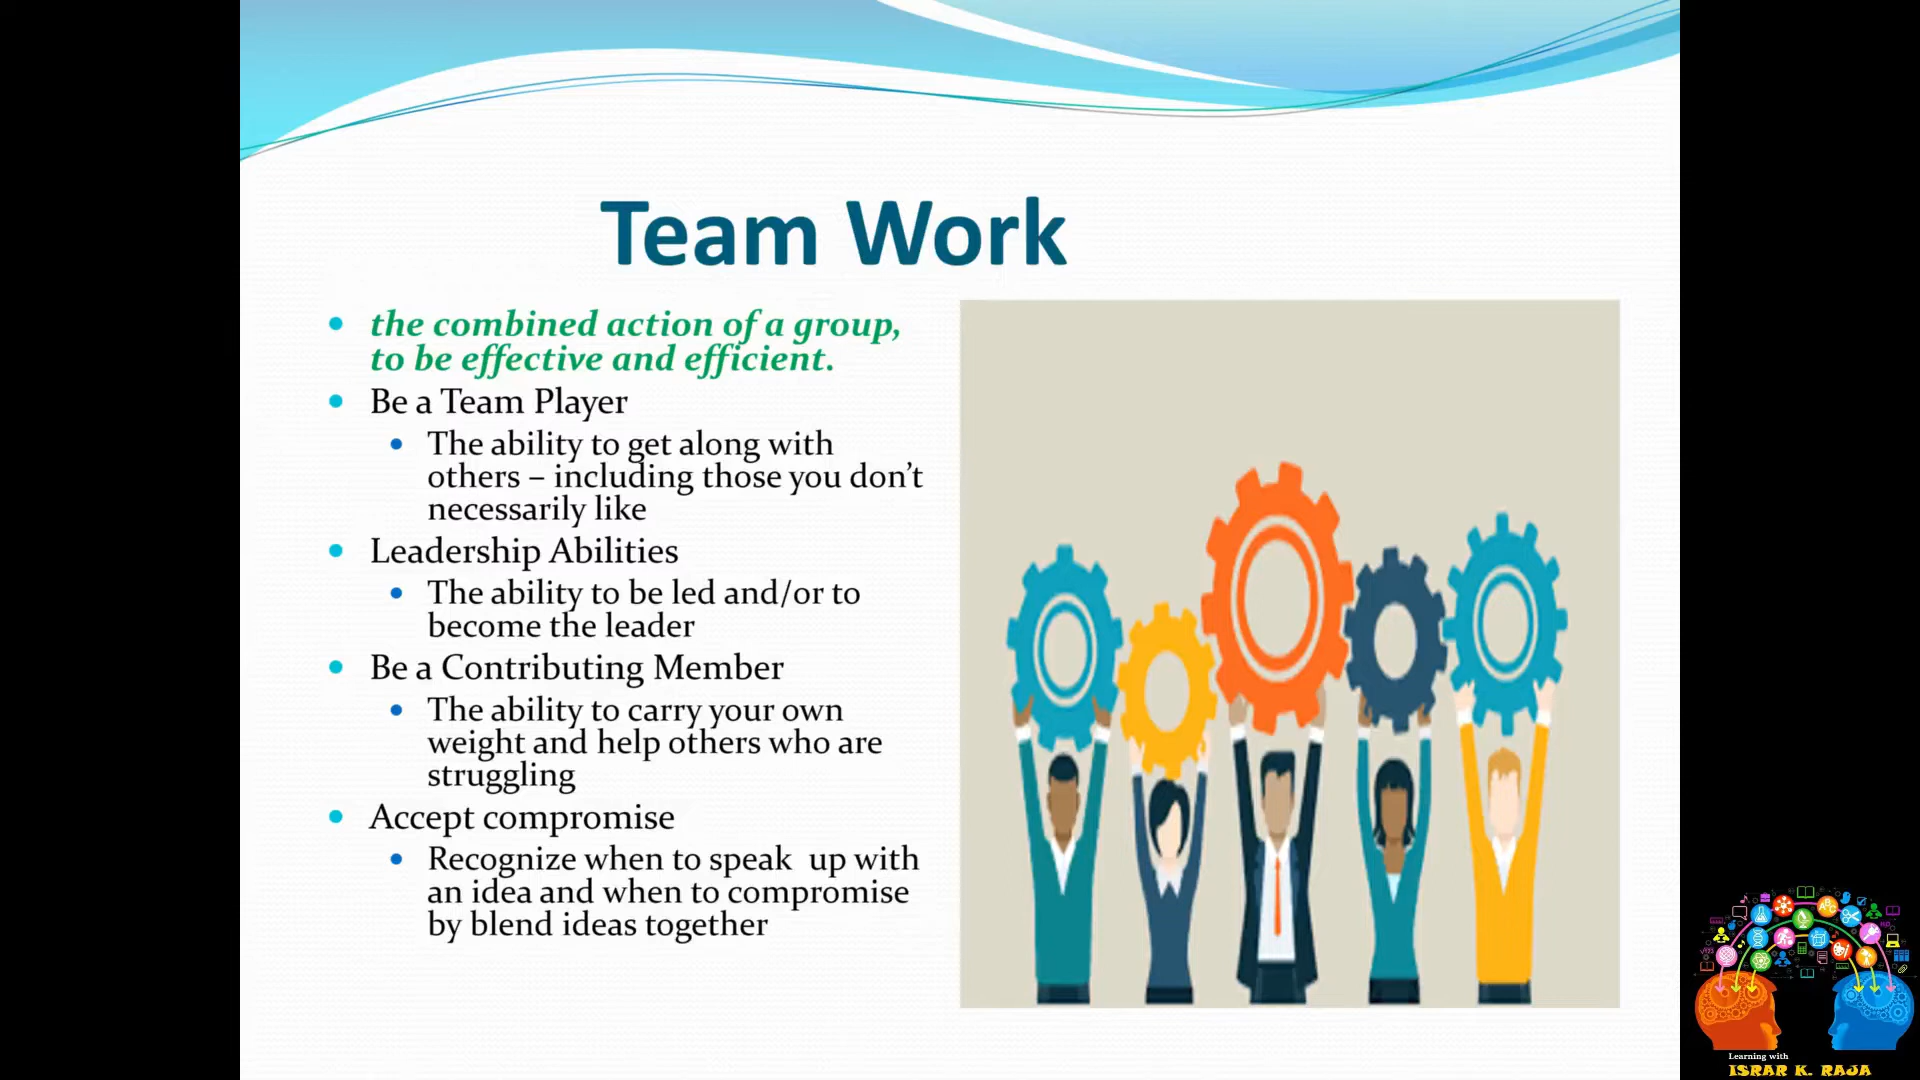 Team Work
the combined action of a group,
to be effective and efficient.
Be a Team Player
The ability to get along with
others – including those you don’t
necessarily like
Leadership Abilities
The ability to be led and/or to
become the leader
Be a Contributing Member
The ability to carry your own
weight and help others who are
struggling
Accept compromise
Recognize when to speak  up with
an idea and when to compromise
by blend ideas together
Learning with
ISRAR K. RAJA